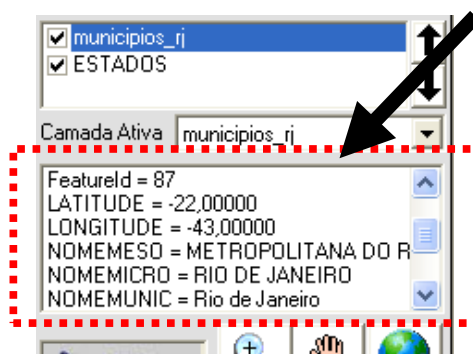 municipios_rj
ESTADOS
Camada Ativa municipios_rj
FeatureId = 87
LATITUDE = -22,00000
LONGITUDE = -43,00000
NOMEMESO = METROPOLITANA DO R
NOMEMICRO = RIO DE JANEIRO
NOMEMUNIC = Rio de Janeiro